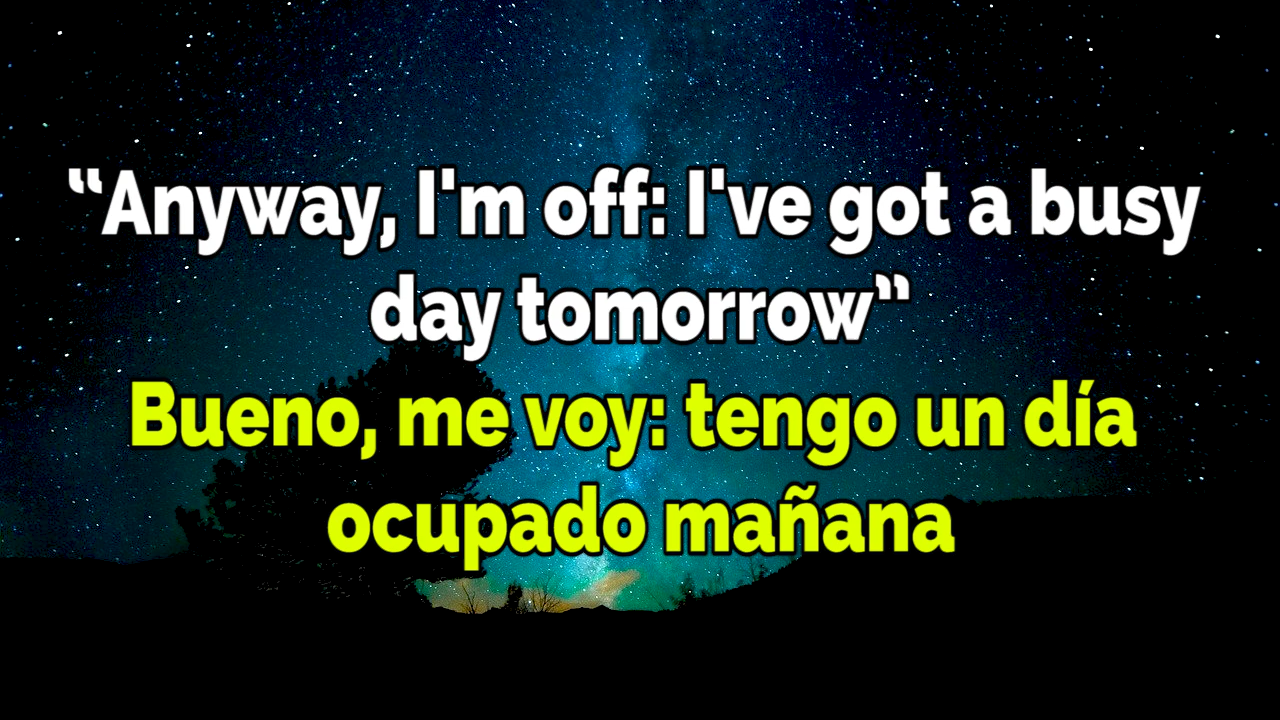 “Anyway, I'm off: I've got a busy
day tomorrow”
Bueno, me voy: tengo un día
ocupado mañana